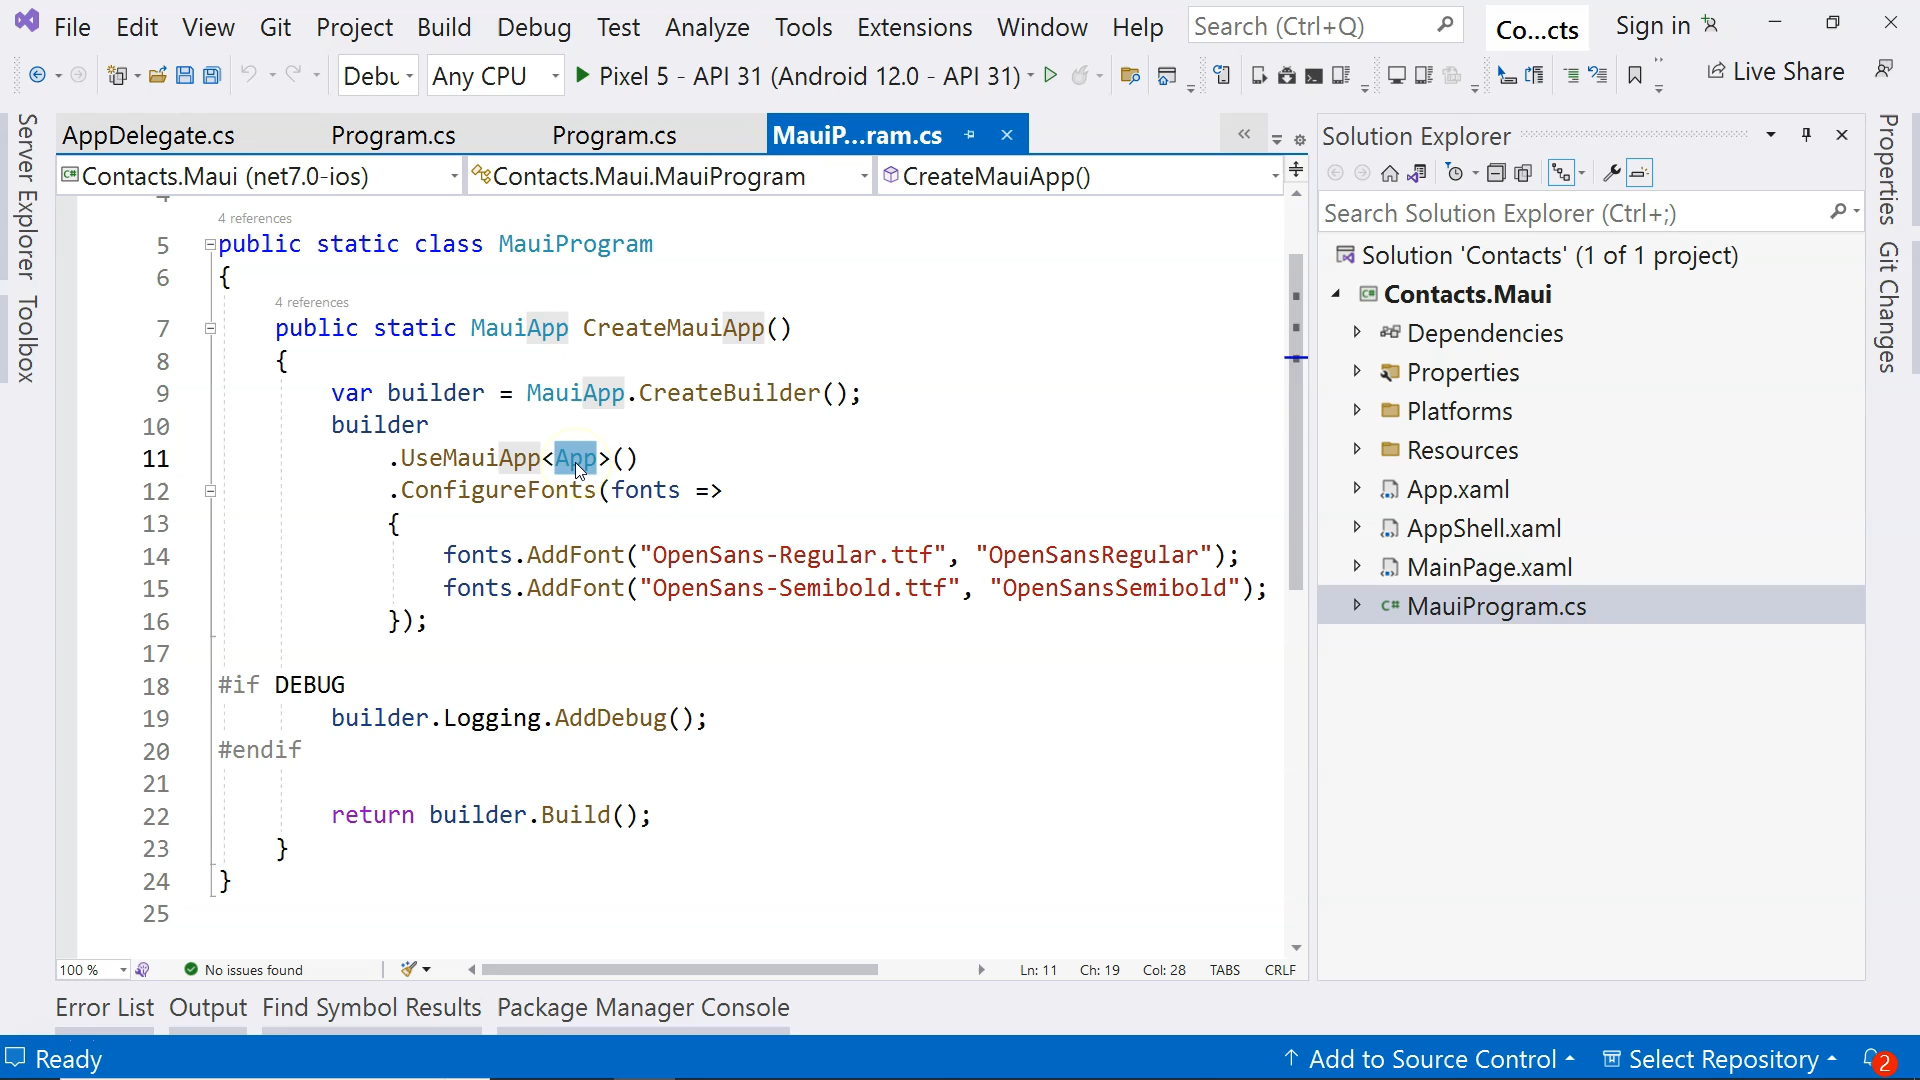 File Edit View Git Project Build Debug Test Analyze Tools Extensions Window Help Search (Ctrl+Q) Co...cts Sign in
Debu Any CPU Pixel 5 - API 31 (Android 12.0 - API 31) Live Share
AppDelegate.cs Program.cs Program.cs MauiP...ram.cs
Contacts.Maui (net7.0-ios) Contacts.Maui.MauiProgram CreateMauiApp()
4
4 references
5 public static class MauiProgram
6 {
4 references
7 public static MauiApp CreateMauiApp()
8 {
9 var builder = MauiApp.CreateBuilder();
10 builder
11 .UseMauiApp<App>()
12 .ConfigureFonts(fonts =>
13 {
14 fonts.AddFont("OpenSans-Regular.ttf", "OpenSansRegular");
15 fonts.AddFont("OpenSans-Semibold.ttf", "OpenSansSemibold");
16 });
17
18 #if DEBUG
19 builder.Logging.AddDebug();
20 #endif
21
22 return builder.Build();
23 }
24 }
25
100 % No issues found Ln: 11 Ch: 19 Col: 28 TABS CRLF
Solution Explorer
Search Solution Explorer (Ctrl+;)
Solution 'Contacts' (1 of 1 project)
Contacts.Maui
Dependencies
Properties
Platforms
Resources
App.xaml
AppShell.xaml
MainPage.xaml
C# MauiProgram.cs
Server Explorer
Toolbox
Properties
Git Changes
Error List Output Find Symbol Results Package Manager Console
Ready Add to Source Control Select Repository 2